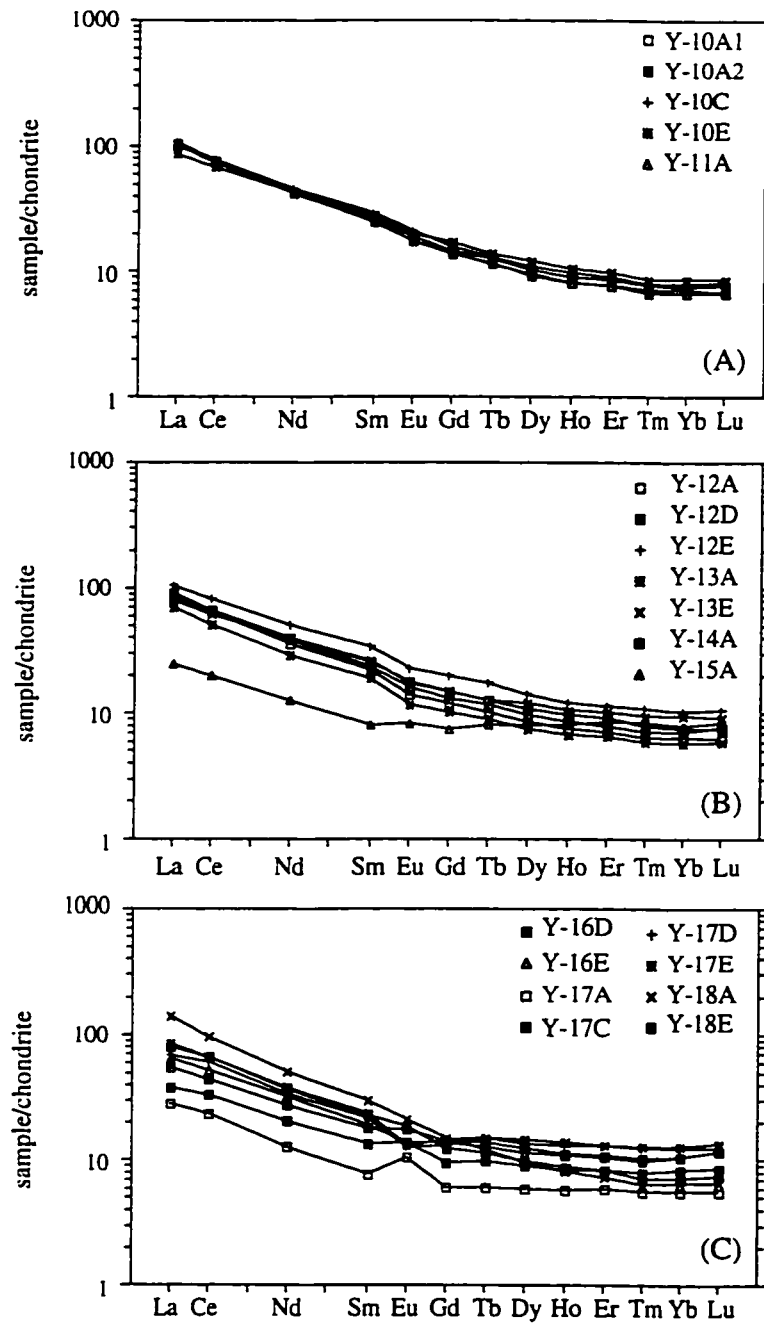 1000
100
10
1
sample/chondrite
Y-10A1
Y-10A2
Y-10C
Y-10E
Y-11A
(A)
La Ce Nd Sm Eu Gd Tb Dy Ho Er Tm Yb Lu
1000
100
10
1
sample/chondrite
Y-12A
Y-12D
Y-12E
Y-13A
Y-13E
Y-14A
Y-15A
(B)
La Ce Nd Sm Eu Gd Tb Dy Ho Er Tm Yb Lu
1000
100
10
1
sample/chondrite
Y-16D Y-17D
Y-16E Y-17E
Y-17A Y-18A
Y-17C Y-18E
(C)
La Ce Nd Sm Eu Gd Tb Dy Ho Er Tm Yb Lu